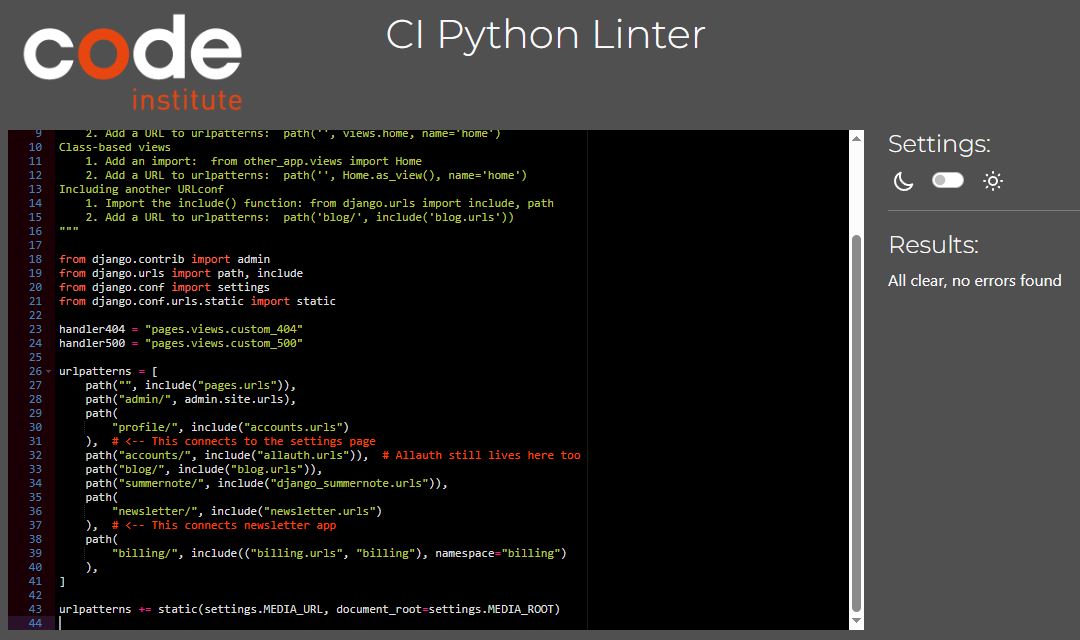 code
institute
CI Python Linter
9 2. Add a URL to urlpatterns:  path('', views.home, name='home')
10 Class-based views
11     1. Add an import:  from other_app.views import Home
12     2. Add a URL to urlpatterns:  path('', Home.as_view(), name='home')
13 Including another URLconf
14     1. Import the include() function: from django.urls import include, path
15     2. Add a URL to urlpatterns:  path('blog/', include('blog.urls'))
16 """
17
18 from django.contrib import admin
19 from django.urls import path, include
20 from django.conf import settings
21 from django.conf.urls.static import static
22
23 handler404 = "pages.views.custom_404"
24 handler500 = "pages.views.custom_500"
25
26 urlpatterns = [
27     path("", include("pages.urls")),
28     path("admin/", admin.site.urls),
29     path(
30         "profile/", include("accounts.urls")
31     ),  # <-- This connects to the settings page
32     path("accounts/", include("allauth.urls")),  # Allauth still lives here too
33     path("blog/", include("blog.urls")),
34     path("summernote/", include("django_summernote.urls")),
35     path(
36         "newsletter/", include("newsletter.urls")
37     ),  # <-- This connects newsletter app
38     path(
39         "billing/", include(("billing.urls", "billing"), namespace="billing")
40     ),
41 ]
42
43 urlpatterns += static(settings.MEDIA_URL, document_root=settings.MEDIA_ROOT)
44
Settings:
Results:
All clear, no errors found